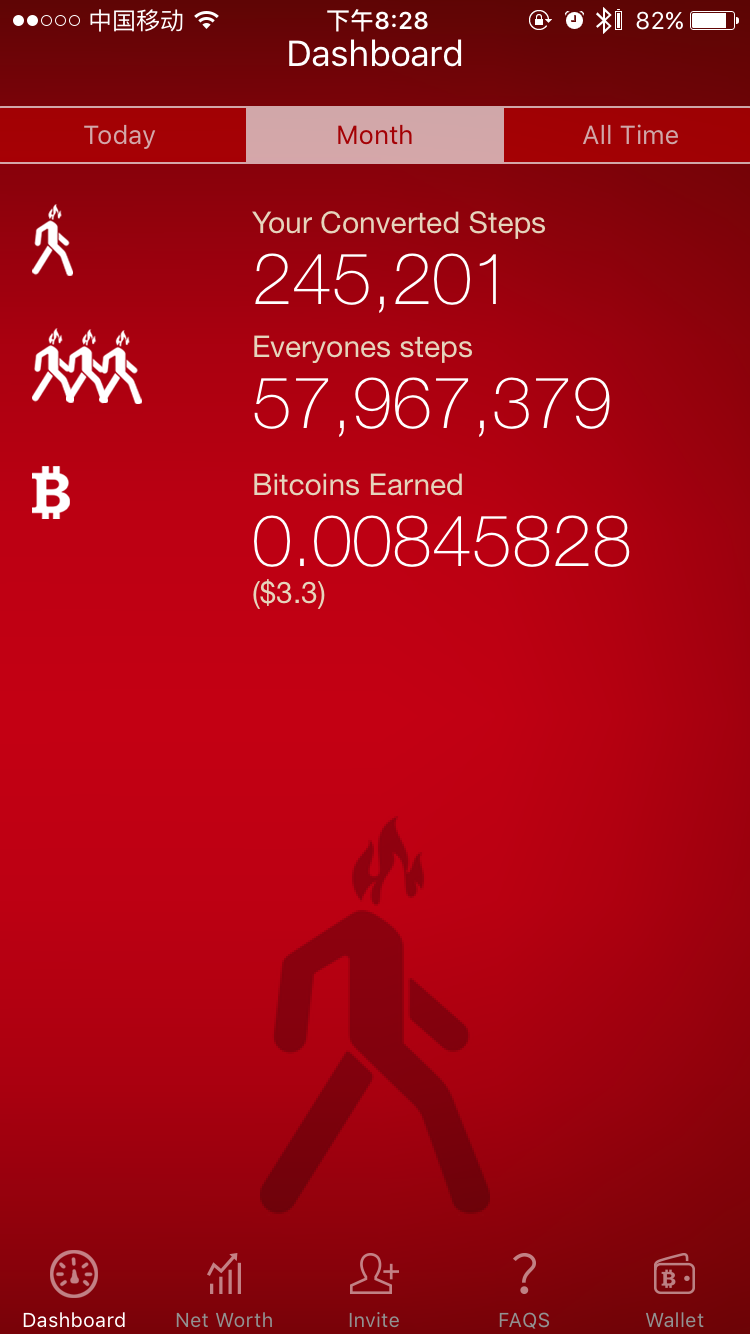 中国移动 下午8:28 82%
Dashboard
Today Month All Time
Your Converted Steps
245,201
Everyones steps
57,967,379
Bitcoins Earned
0.00845828
($3.3)
Dashboard Net Worth Invite FAQS Wallet